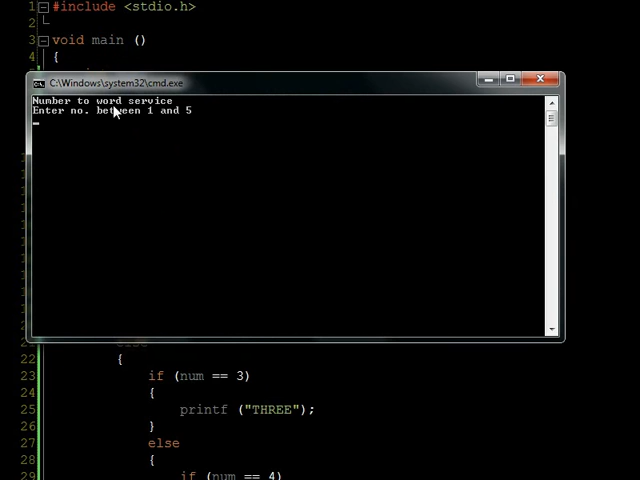 1 #include <stdio.h>
2
3 void main ()
4 {
C:\Windows\system32\cmd.exe
Number to word service
Enter no. between 1 and 5
else
22 {
23 if (num == 3)
24 {
25 printf ("THREE");
26 }
27 else
28 {
29 if (num == 4)